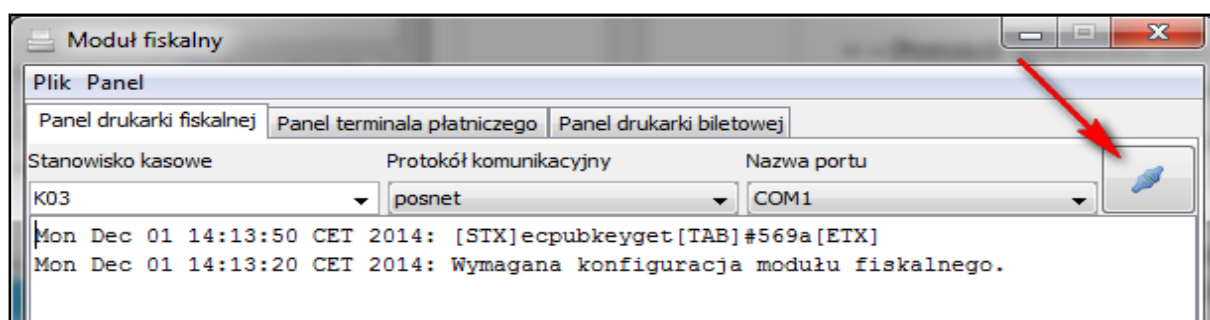 Moduł fiskalny
Plik Panel
Panel drukarki fiskalnej Panel terminala płatniczego Panel drukarki biletowej
Stanowisko kasowe Protokół komunikacyjny Nazwa portu
K03 posnet COM1
Mon Dec 01 14:13:50 CET 2014: [STX]ecpubkeyget[TAB]#569a[ETX]
Mon Dec 01 14:13:20 CET 2014: Wymagana konfiguracja modułu fiskalnego.